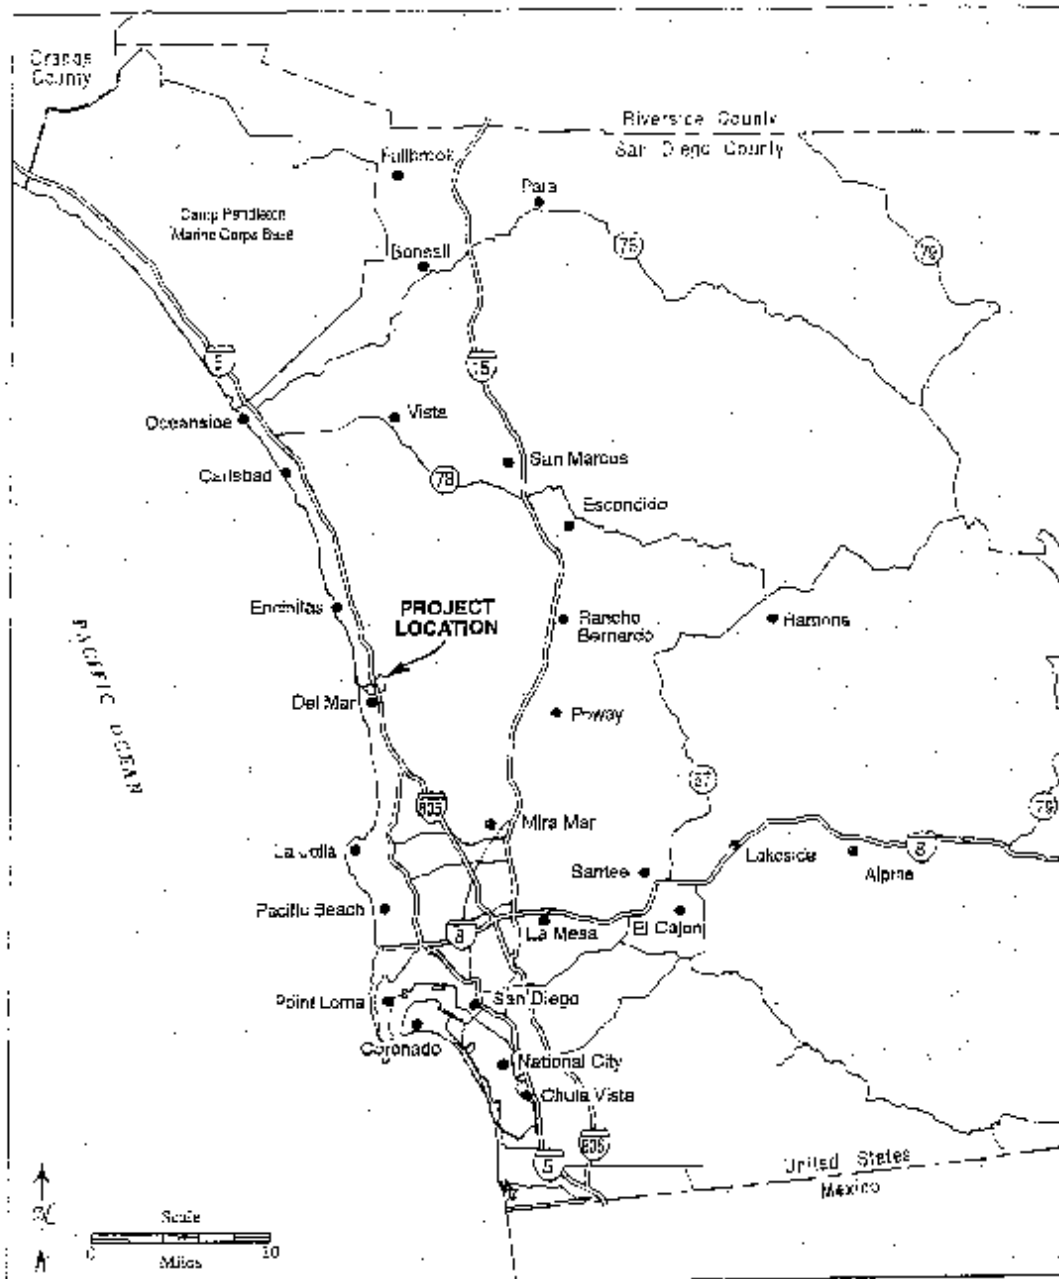 Orange
County
Riverside County
San Diego County
Fallbrook
Pala
Camp Pendleton
Marine Corps Base
Bonsall
76
79
5
15
Oceanside
Vista
Carlsbad
78
San Marcos
Escondido
Encinitas
PROJECT
LOCATION
Rancho
Bernardo
Ramona
PACIFIC OCEAN
Del Mar
Poway
67
805
79
Mira Mar
La Jolla
Lakeside
8
Alpine
Santee
Pacific Beach
8
La Mesa
El Cajon
Point Loma
San Diego
Coronado
National City
Chula Vista
805
5
United States
Mexico
Scale
0 10
Miles